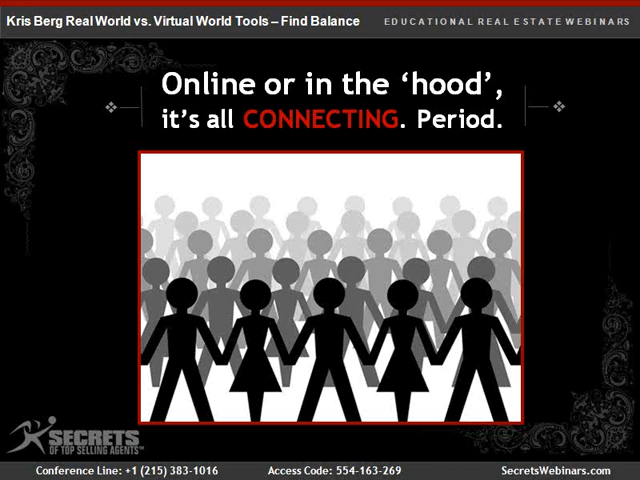 Kris Berg Real World vs. Virtual World Tools – Find Balance
EDUCATIONAL REAL ESTATE WEBINARS
Online or in the ‘hood’,
it’s all CONNECTING. Period.
SECRETS
OF TOP SELLING AGENTS™
Conference Line: +1 (215) 383-1016
Access Code: 554-163-269
SecretsWebinars.com